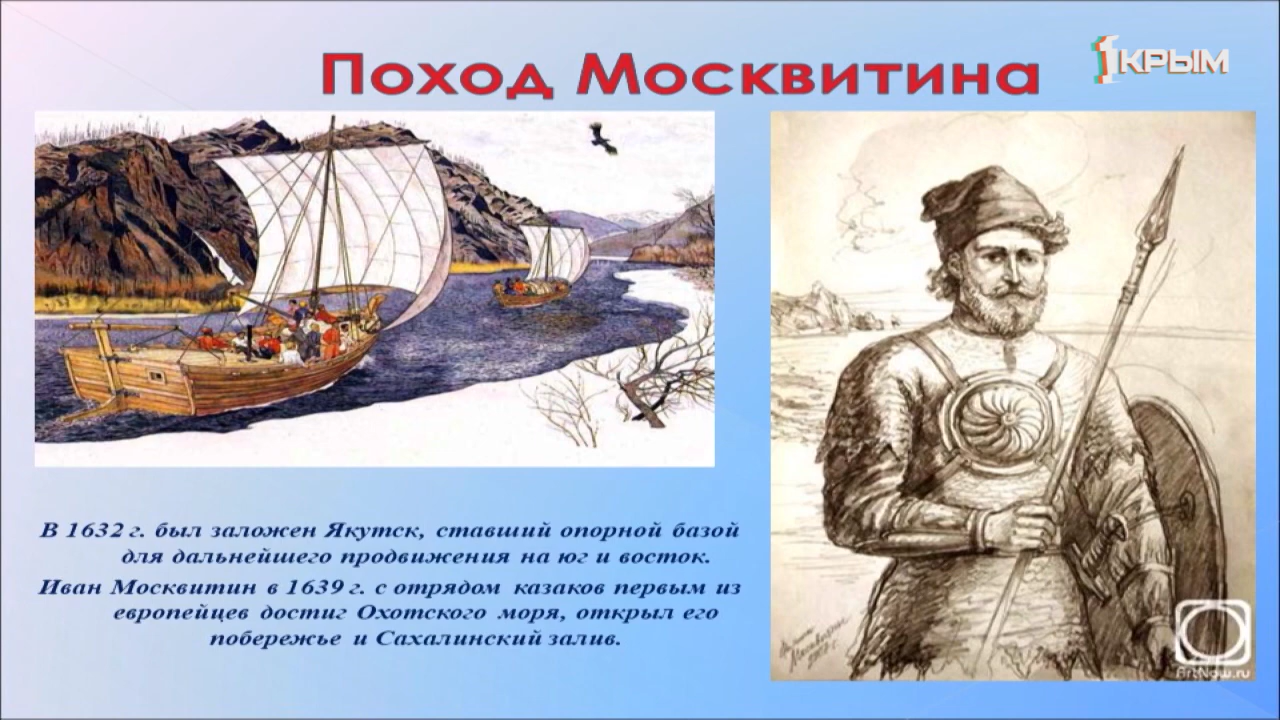 Поход Москвитина
1КРЫМ
В 1632 г. был заложен Якутск, ставший опорной базой
для дальнейшего продвижения на юг и восток.
Иван Москвитин в 1639 г. с отрядом казаков первым из
европейцев достиг Охотского моря, открыл его
побережье и Сахалинский залив.
ArtNow.ru